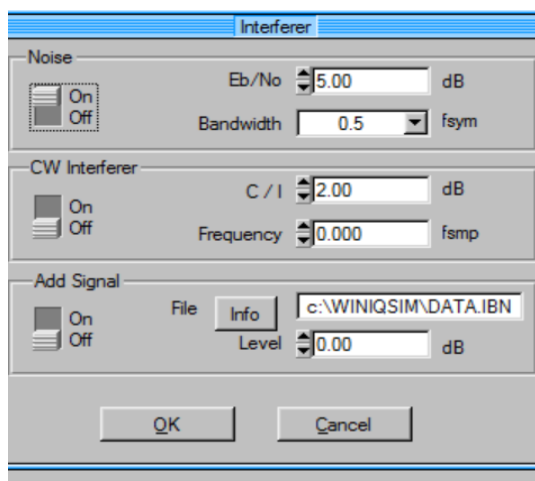 Interferer
Noise
On
Off
Eb/No 5.00 dB
Bandwidth 0.5 fsym
CW Interferer
On
Off
C / I 2.00 dB
Frequency 0.000 fsmp
Add Signal
On
Off
File Info c:\WINIQSIM\DATA.IBN
Level 0.00 dB
OK Cancel